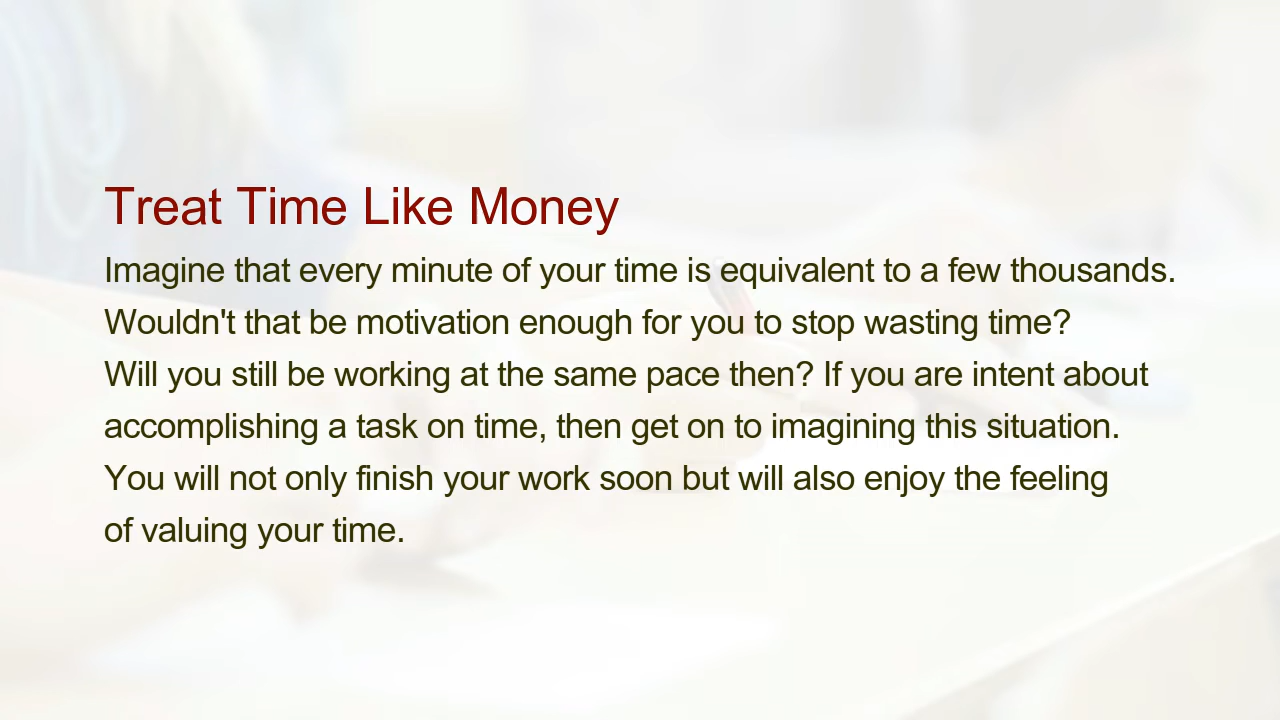 Treat Time Like Money
Imagine that every minute of your time is equivalent to a few thousands.
Wouldn't that be motivation enough for you to stop wasting time?
Will you still be working at the same pace then? If you are intent about
accomplishing a task on time, then get on to imagining this situation.
You will not only finish your work soon but will also enjoy the feeling
of valuing your time.